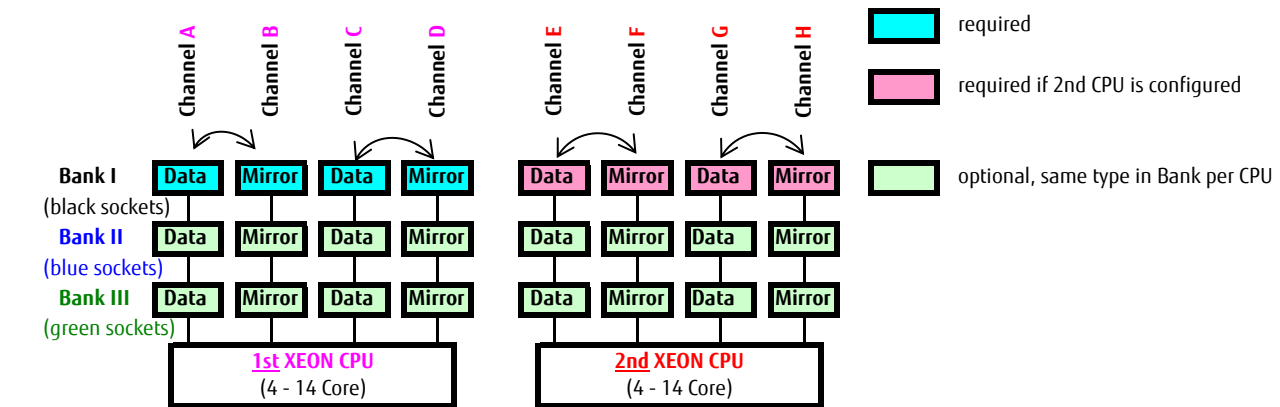 Channel A
Channel B
Channel C
Channel D
Channel E
Channel F
Channel G
Channel H
required
required if 2nd CPU is configured
optional, same type in Bank per CPU
Bank I Data Mirror Data Mirror Data Mirror Data Mirror
(black sockets)
Bank II Data Mirror Data Mirror Data Mirror Data Mirror
(blue sockets)
Bank III Data Mirror Data Mirror Data Mirror Data Mirror
(green sockets)
1st XEON CPU
(4 - 14 Core)
2nd XEON CPU
(4 - 14 Core)